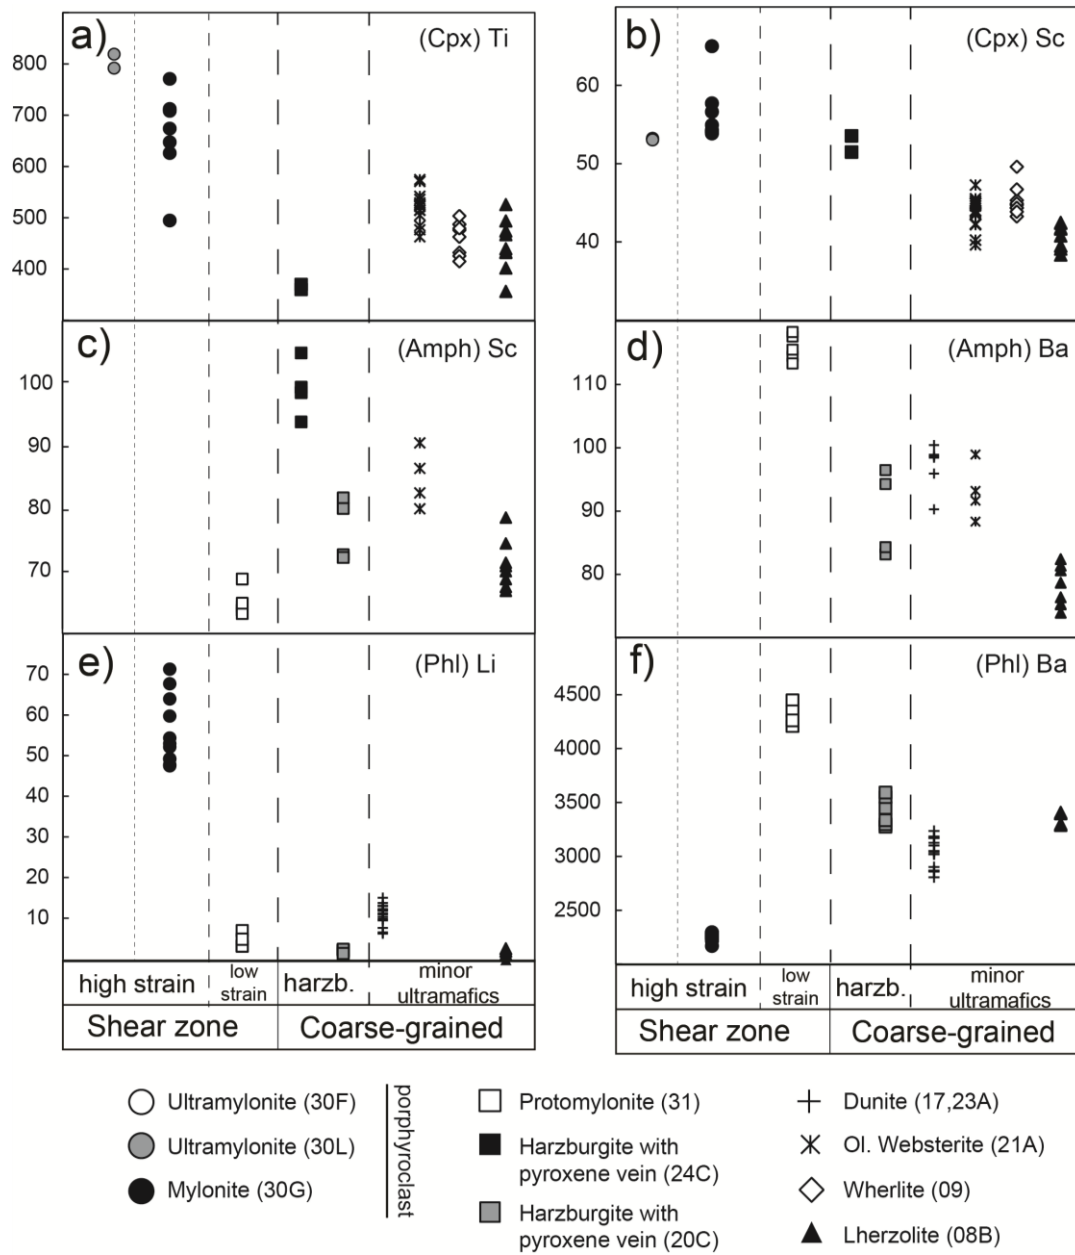 a)
(Cpx) Ti
800
700
600
500
400
b)
(Cpx) Sc
60
50
40
c)
(Amph) Sc
100
90
80
70
d)
(Amph) Ba
110
100
90
80
e)
(Phl) Li
70
60
50
40
30
20
10
f)
(Phl) Ba
4500
4000
3500
3000
2500
high strain
low
strain
harzb.
minor
ultramafics
Shear zone
Coarse-grained
high strain
low
strain
harzb.
minor
ultramafics
Shear zone
Coarse-grained
Ultramylonite (30F)
Ultramylonite (30L)
Mylonite (30G)
porphyroclast
Protomylonite (31)
Harzburgite with
pyroxene vein (24C)
Harzburgite with
pyroxene vein (20C)
Dunite (17,23A)
Ol. Websterite (21A)
Wherlite (09)
Lherzolite (08B)